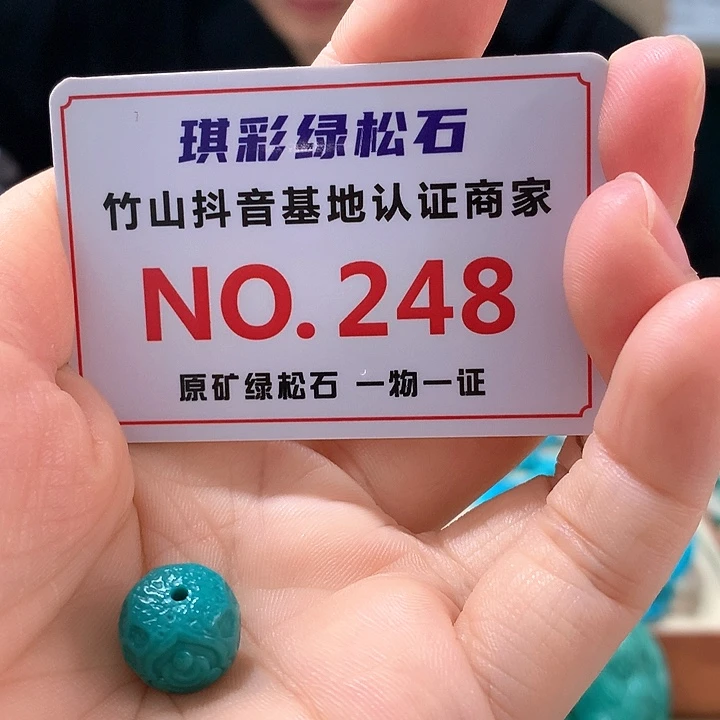 琪彩绿松石
竹山抖音基地认证商家
NO.248
原矿绿松石 一物一证